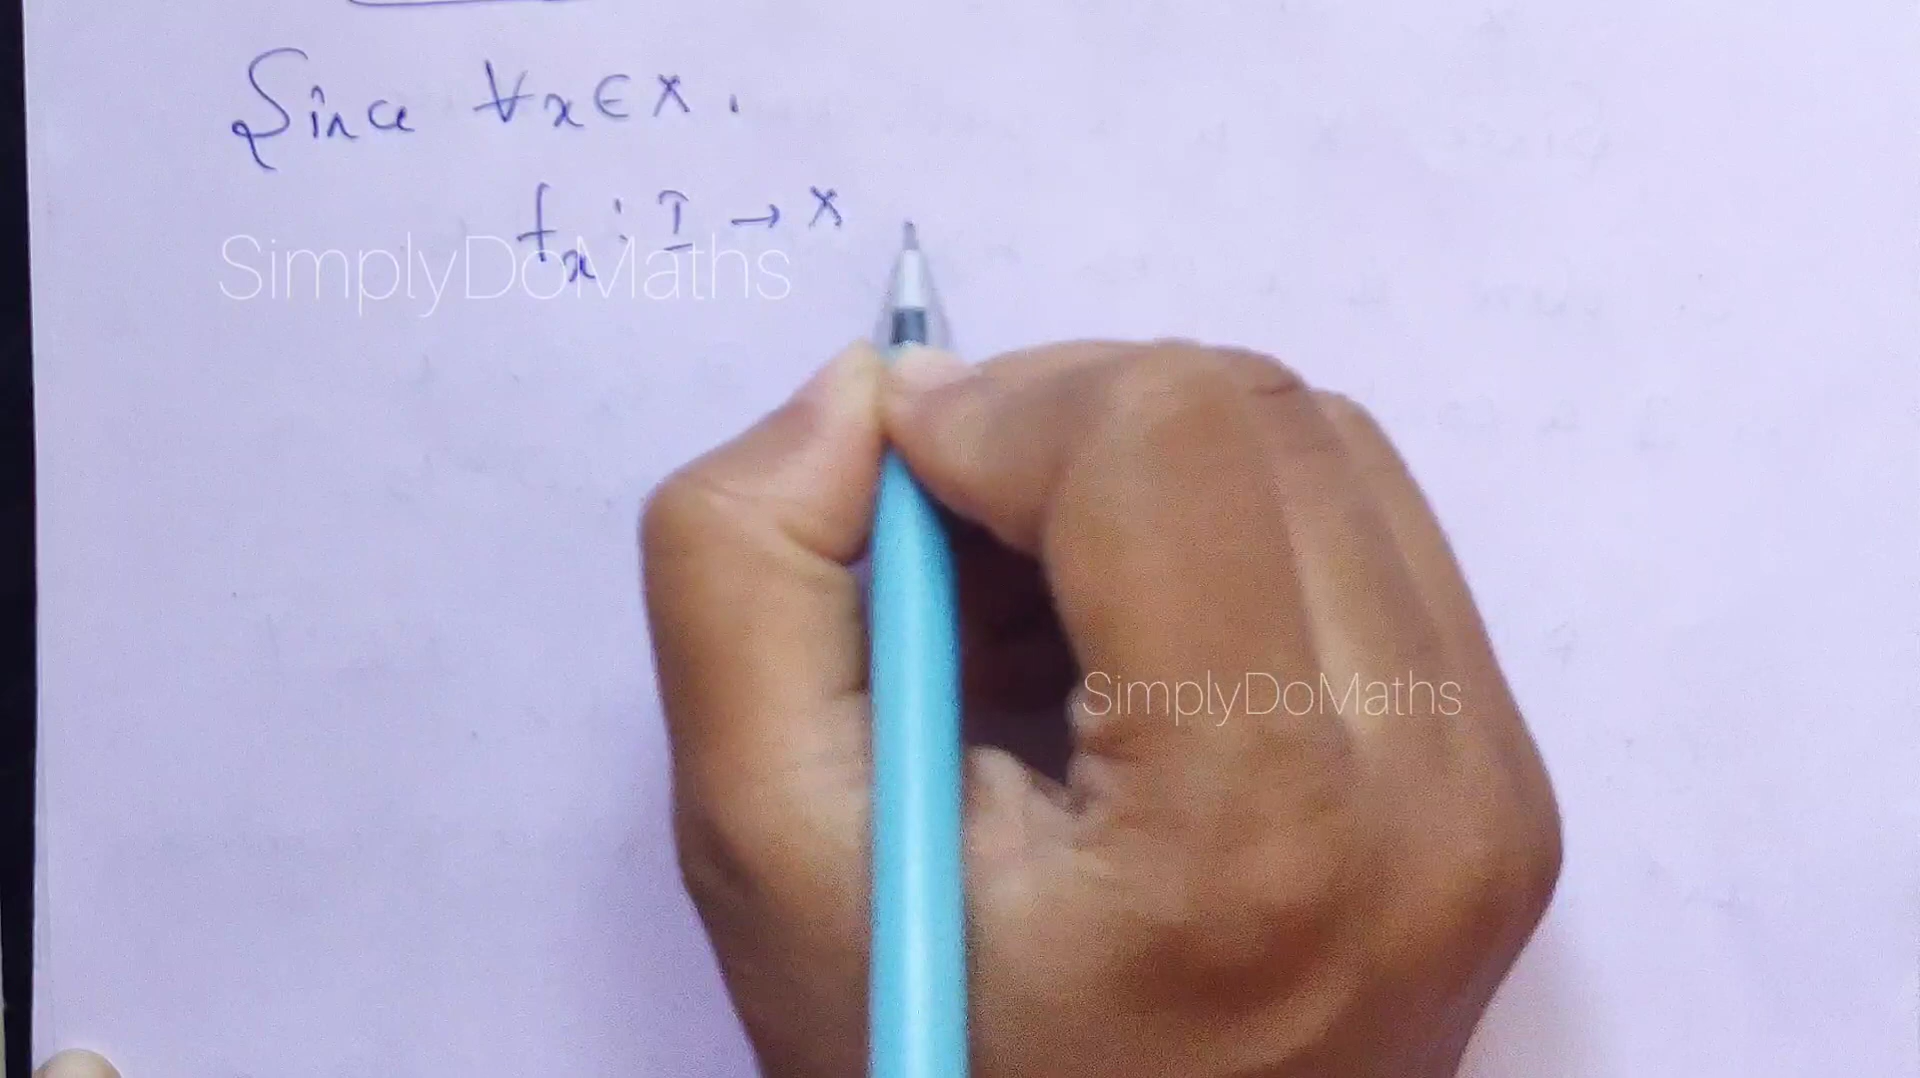 Since ∀x∈X.
fₓ : I → X
SimplyDoMaths
SimplyDoMaths